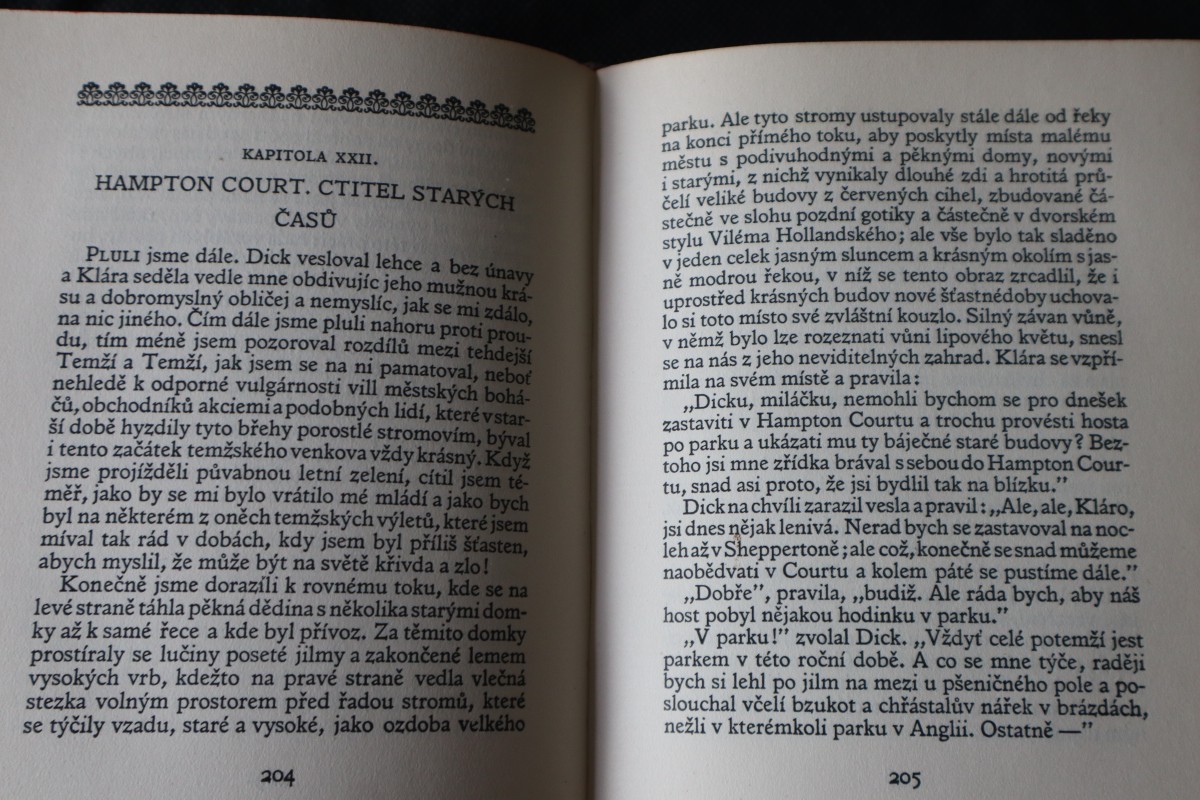 KAPITOLA XXII.
HAMPTON COURT. CTITEL STARÝCH
ČASŮ
PLULI jsme dále. Dick vesloval lehce a bez únavy
a Klára seděla vedle mne obdivujíc jeho mužnou krá-
su a dobromyslný obličej a nemyslíc, jak se mi zdálo,
na nic jiného. Čím dále jsme pluli nahoru proti prou-
du, tím méně jsem pozoroval rozdílů mezi tehdejší
Temží a Temží, jak jsem se na ni pamatoval, neboť
nehledě k odporné vulgárnosti vill městských bohá-
čů, obchodníků akciemi a podobných lidí, které v star-
ší době hyzdily tyto břehy porostlé stromovím, býval
i tento začátek temžského venkova vždy krásný. Když
jsme projížděli půvabnou letní zelení, cítil jsem té-
měř, jako by se mi bylo vrátilo mé mládí a jako bych
byl na některém z oněch temžských výletů, které jsem
míval tak rád v dobách, kdy jsem byl příliš šťasten,
abych myslil, že může být na světě křivda a zlo!
Konečně jsme dorazili k rovnému toku, kde se na
levé straně táhla pěkná dědina s několika starými dom-
ky až k samé řece a kde byl přívoz. Za těmito domky
prostíraly se lučiny poseté jilmy a zakončené lemem
vysokých vrb, kdežto na pravé straně vedla vlečná
stezka volným prostorem před řadou stromů, které
se týčily vzadu, staré a vysoké, jako ozdoba velkého
204
parku. Ale tyto stromy ustupovaly stále dále od řeky
na konci přímého toku, aby poskytly místa malému
městu s podivuhodnými a pěknými domy, novými
i starými, z nichž vynikaly dlouhé zdi a hrotitá prů-
čelí veliké budovy z červených cihel, zbudované čá-
stečně ve slohu pozdní gotiky a částečně v dvorském
stylu Viléma Hollandského; ale vše bylo tak sladěno
v jeden celek jasným sluncem a krásným okolím s jas-
ně modrou řekou, v níž se tento obraz zrcadlil, že i
uprostřed krásných budov nové šťastnédoby uchova-
lo si toto místo své zvláštní kouzlo. Silný závan vůně,
v němž bylo lze rozeznati vůni lipového květu, snesl
se na nás z jeho neviditelných zahrad. Klára se vzpří-
mila na svém místě a pravila:
„Dicku, miláčku, nemohli bychom se pro dnešek
zastaviti v Hampton Courtu a trochu provésti hosta
po parku a ukázati mu ty báječné staré budovy? Bez-
toho jsi mne zřídka brával s sebou do Hampton Cour-
tu, snad asi proto, že jsi bydlil tak na blízku.”
Dick na chvíli zarazil vesla a pravil: „Ale, ale, Kláro,
jsi dnes nějak lenivá. Nerad bych se zastavoval na noc-
leh až v Sheppertoně; ale což, konečně se snad můžeme
naobědvati v Courtu a kolem páté se pustíme dále.”
„Dobře”, pravila, „budiž. Ale ráda bych, aby náš
host pobyl nějakou hodinku v parku.”
„V parku!” zvolal Dick. „Vždyť celé potemží jest
parkem v této roční době. A co se mne týče, raději
bych si lehl po jilm na mezi u pšeničného pole a po-
slouchal včelí bzukot a chřástalův nářek v brázdách,
nežli v kterémkoli parku v Anglii. Ostatně —”
205